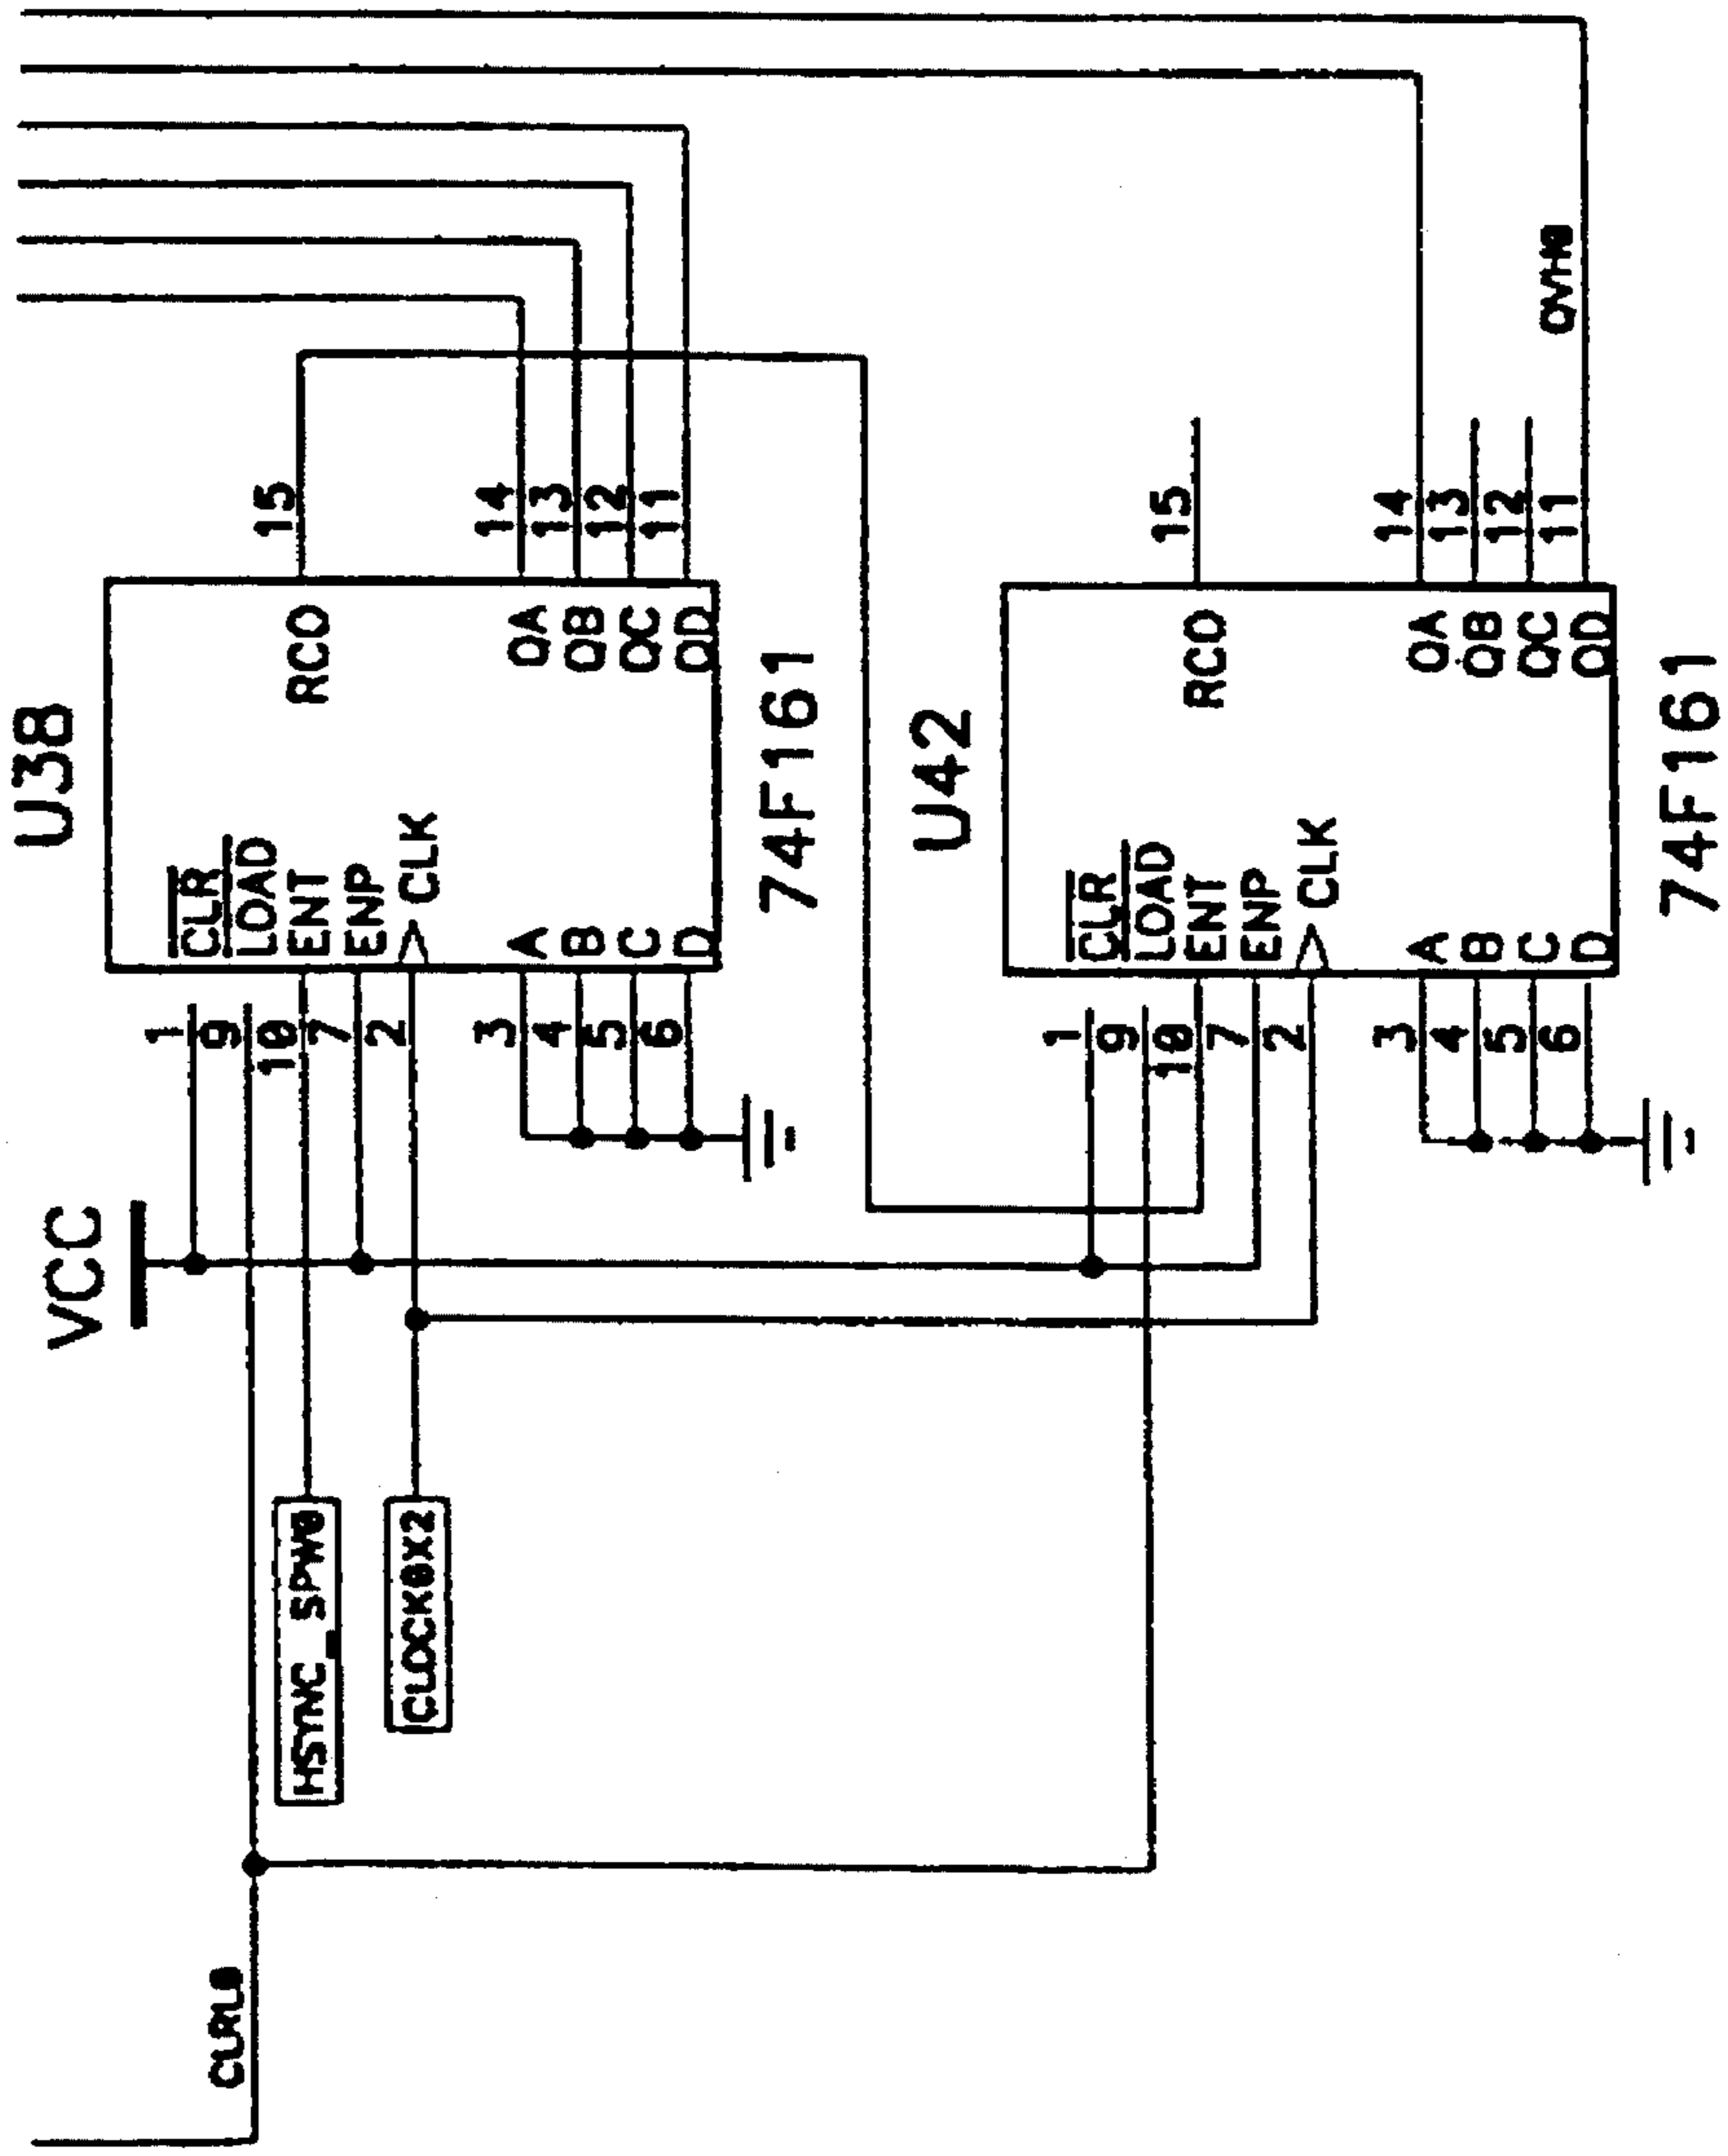 U38
CLR
LOAD
ENT
ENP
CLK
A
B
C
D
RCO
QA
QB
QC
QD
1
9
10
7
2
3
4
5
6
15
14
13
12
11
74F161
U42
CLR
LOAD
ENT
ENP
CLK
A
B
C
D
RCO
QA
QB
QC
QD
1
9
10
7
2
3
4
5
6
15
14
13
12
11
74F161
VCC
HSYNC_SPW0
CLOCK0X2